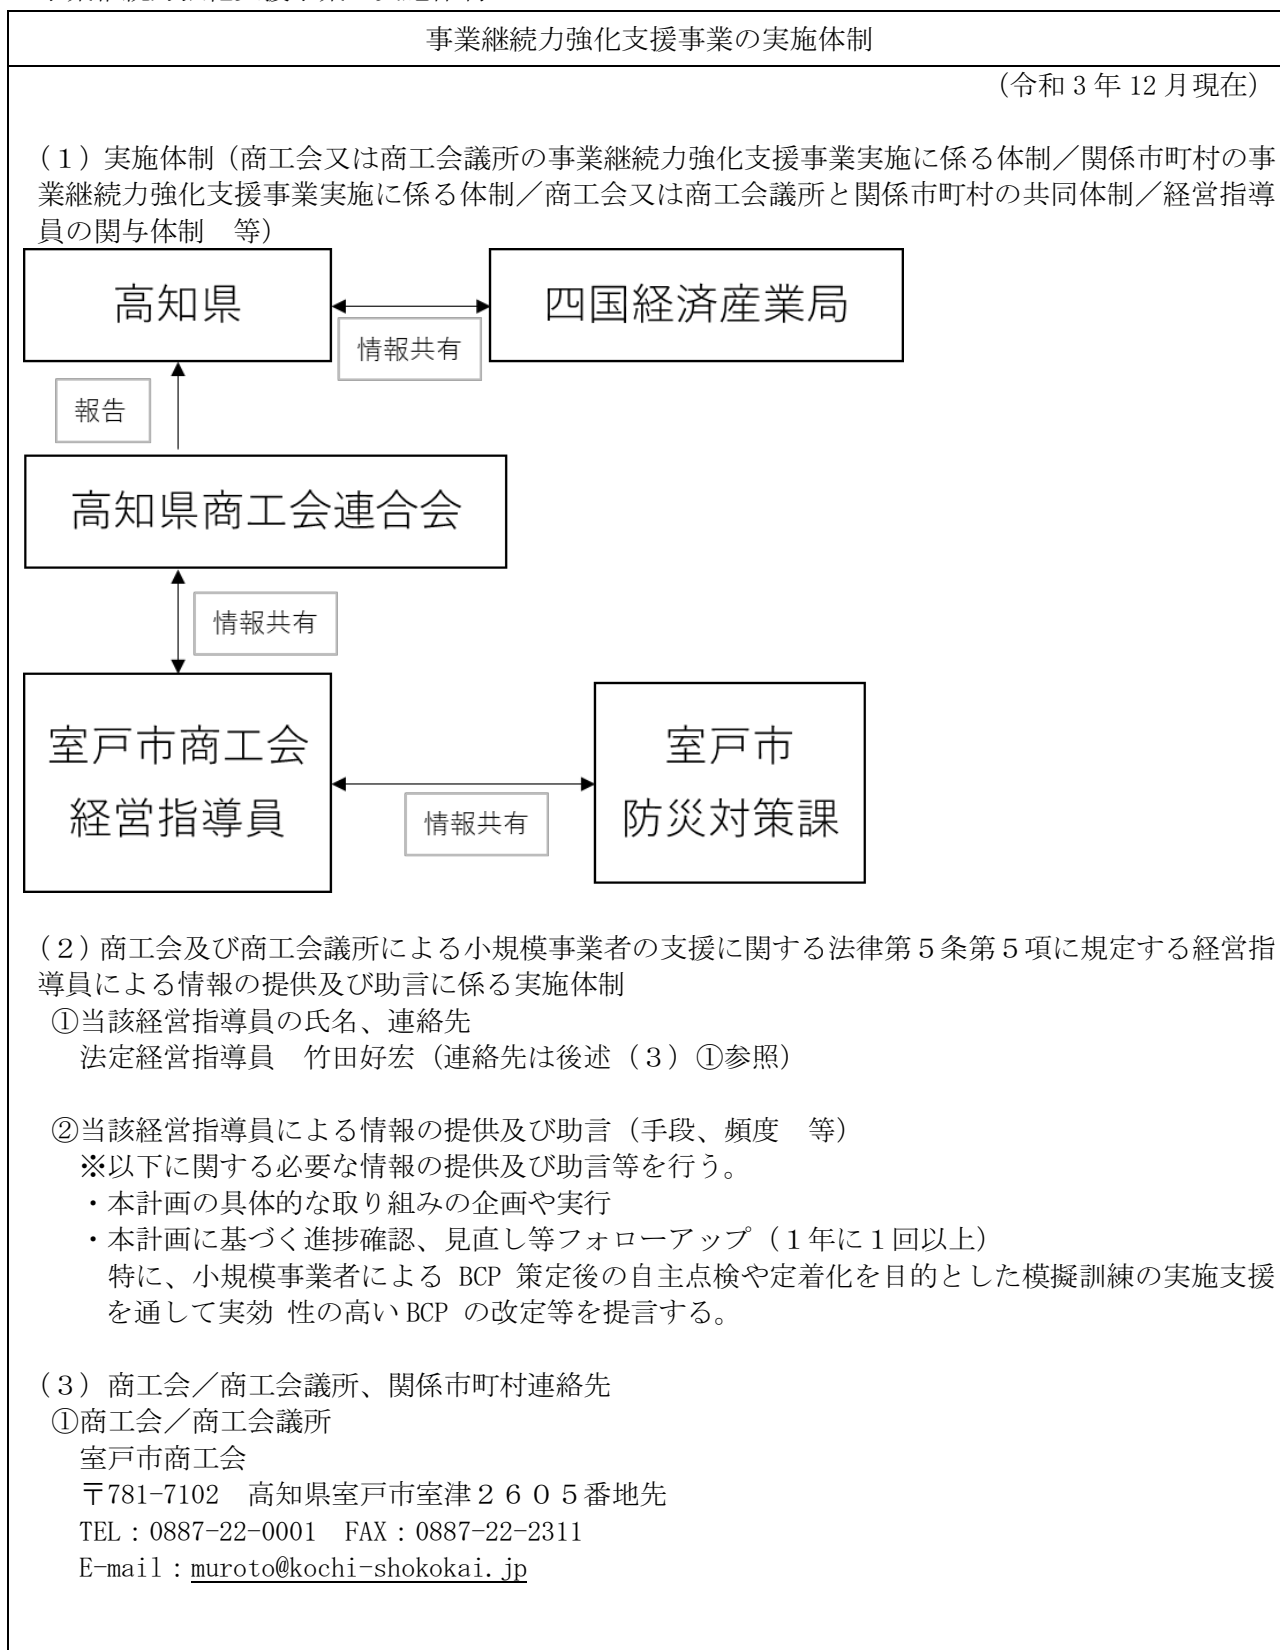 事業継続力強化支援事業の実施体制
（令和3年12月現在）
（１）実施体制（商工会又は商工会議所の事業継続力強化支援事業実施に係る体制／関係市町村の事
業継続力強化支援事業実施に係る体制／商工会又は商工会議所と関係市町村の共同体制／経営指導
員の関与体制　等）
高知県
四国経済産業局
情報共有
報告
高知県商工会連合会
情報共有
室戸市商工会
経営指導員
室戸市
防災対策課
情報共有
（２）商工会及び商工会議所による小規模事業者の支援に関する法律第５条第５項に規定する経営指
導員による情報の提供及び助言に係る実施体制
①当該経営指導員の氏名、連絡先
法定経営指導員　竹田好宏（連絡先は後述（３）①参照）
②当該経営指導員による情報の提供及び助言（手段、頻度　等）
※以下に関する必要な情報の提供及び助言等を行う。
・本計画の具体的な取り組みの企画や実行
・本計画に基づく進捗確認、見直し等フォローアップ（１年に１回以上）
特に、小規模事業者による BCP 策定後の自主点検や定着化を目的とした模擬訓練の実施支援
を通して実効 性の高い BCP の改定等を提言する。
（３）商工会／商工会議所、関係市町村連絡先
①商工会／商工会議所
室戸市商工会
〒781-7102　高知県室戸市室津２６０５番地先
TEL：0887-22-0001　FAX：0887-22-2311
E-mail：muroto@kochi-shokokai.jp